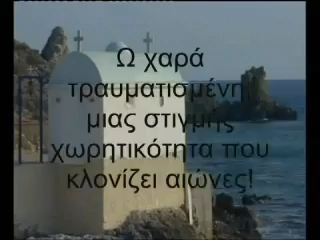 Ω χαρά
τραυματισμένη
μιας στιγμής
χωρητικότητα που
κλονίζει αιώνες!